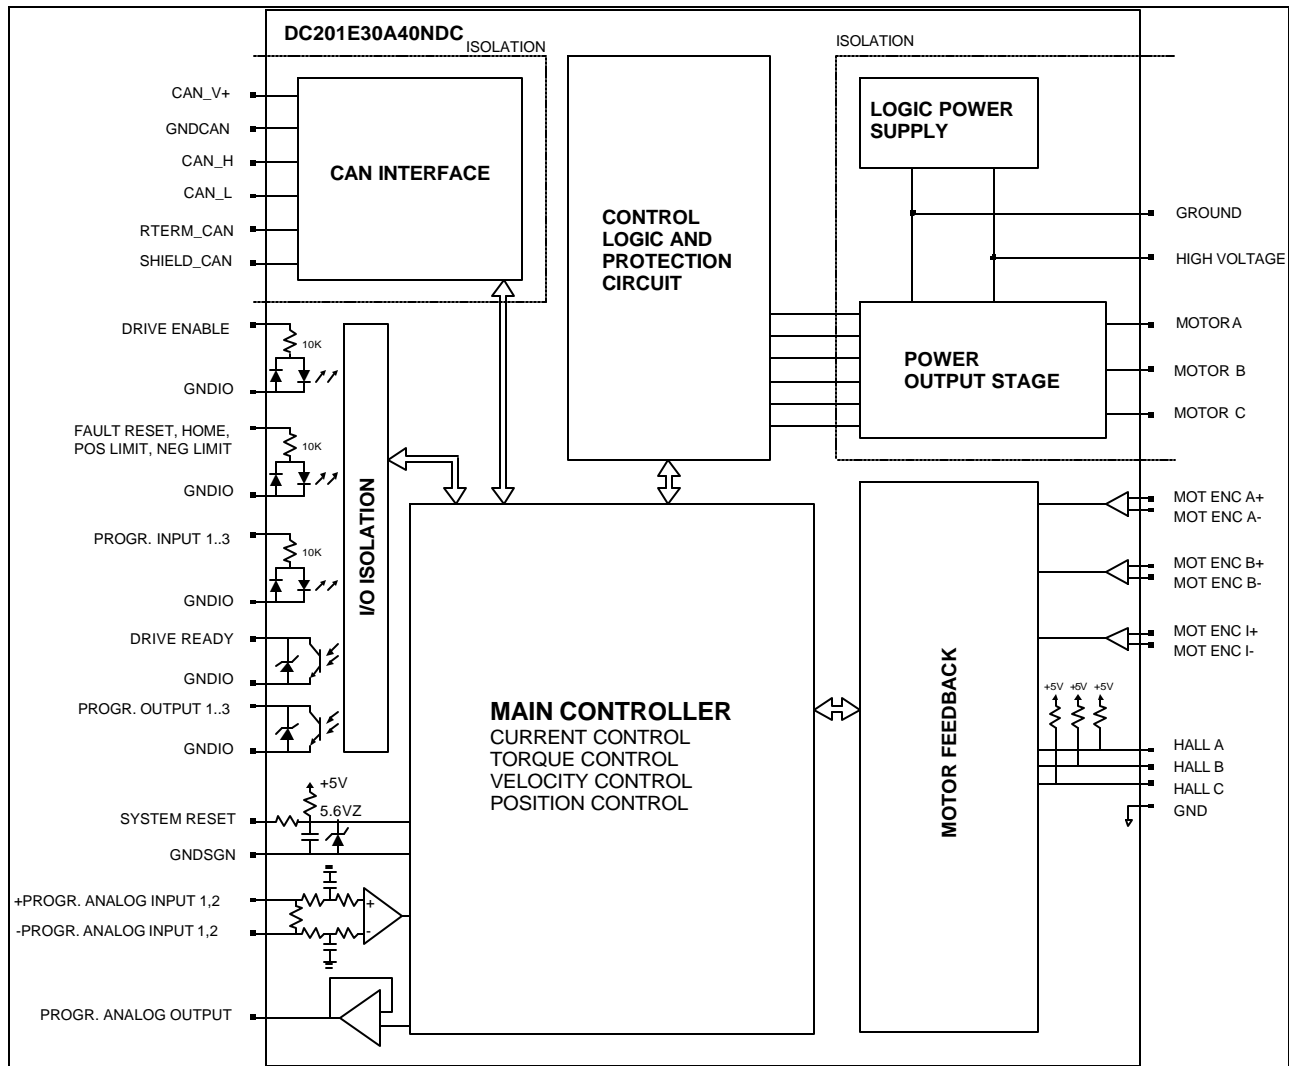 DC201E30A40NDC
ISOLATION
ISOLATION
CAN_V+
GNDCAN
CAN_H
CAN_L
RTERM_CAN
SHIELD_CAN
CAN INTERFACE
CONTROL
LOGIC AND
PROTECTION
CIRCUIT
LOGIC POWER
SUPPLY
GROUND
HIGH VOLTAGE
POWER
OUTPUT STAGE
MOTOR A
MOTOR B
MOTOR C
DRIVE ENABLE
10K
GNDIO
FAULT RESET, HOME,
POS LIMIT, NEG LIMIT
10K
GNDIO
PROGR. INPUT 1..3
10K
GNDIO
DRIVE READY
GNDIO
PROGR. OUTPUT 1..3
GNDIO
I/O ISOLATION
+5V
5.6VZ
SYSTEM RESET
GNDSGN
+PROGR. ANALOG INPUT 1,2
-PROGR. ANALOG INPUT 1,2
+
-
PROGR. ANALOG OUTPUT
MAIN CONTROLLER
CURRENT CONTROL
TORQUE CONTROL
VELOCITY CONTROL
POSITION CONTROL
MOTOR FEEDBACK
MOT ENC A+
MOT ENC A-
MOT ENC B+
MOT ENC B-
MOT ENC I+
MOT ENC I-
+5V +5V +5V
HALL A
HALL B
HALL C
GND